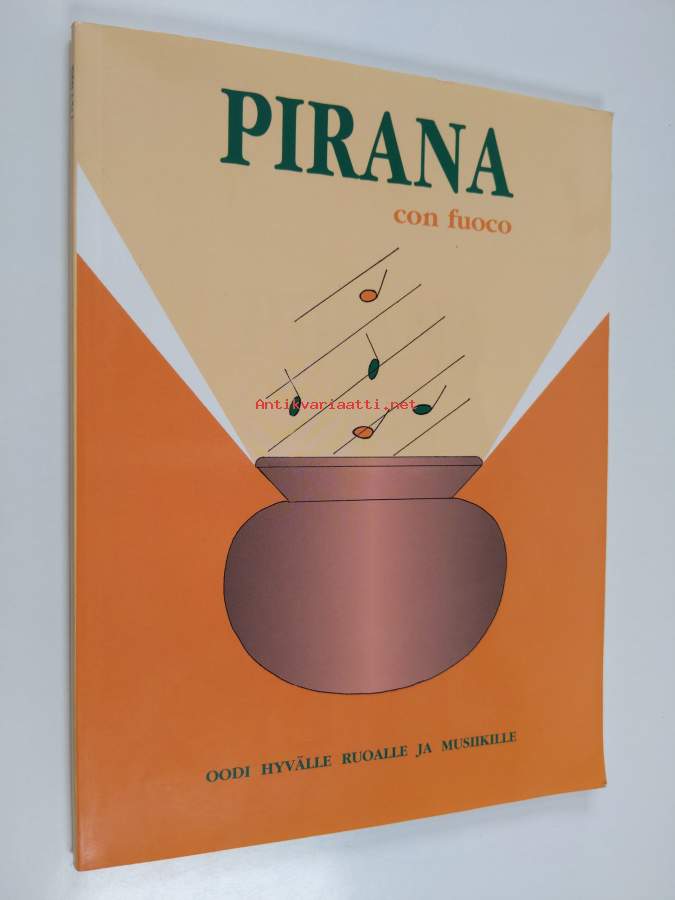 PIRANA
con fuoco
Antikvariaatti.net
OODI HYVÄLLE RUOALLE JA MUSIIKILLE